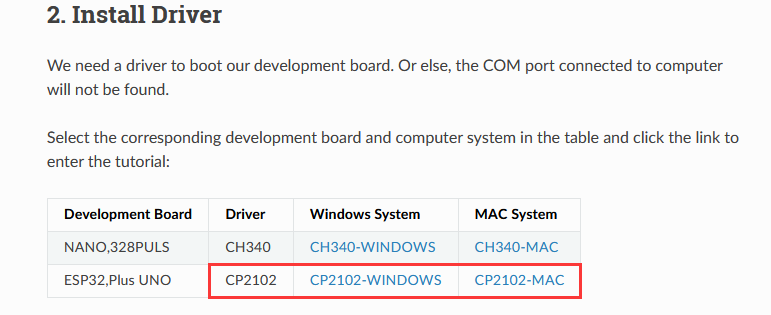 2. Install Driver
We need a driver to boot our development board. Or else, the COM port connected to computer
will not be found.
Select the corresponding development board and computer system in the table and click the link to
enter the tutorial:
Development Board Driver Windows System MAC System
NANO,328PULS CH340 CH340-WINDOWS CH340-MAC
ESP32,Plus UNO CP2102 CP2102-WINDOWS CP2102-MAC